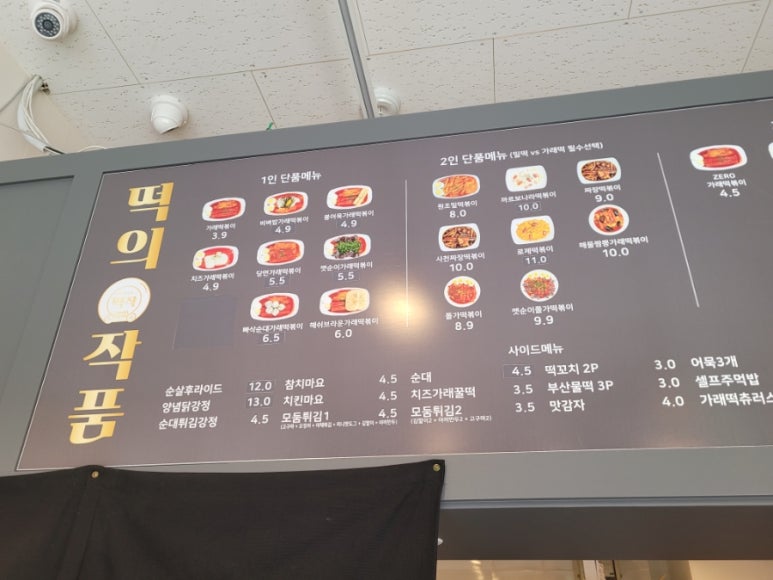 떡의
작품
1인 단품메뉴
가래떡볶이
3.9
비벼밥가래떡볶이
4.9
꿀어묵가래떡볶이
4.9
치즈가래떡볶이
4.9
당면가래떡볶이
5.5
깻순이가래떡볶이
5.5
빠삭순대가래떡볶이
6.5
해쉬브라운가래떡볶이
6.0
2인 단품메뉴 (밀떡 vs 가래떡 필수선택)
원조밀떡볶이
8.0
까르보나라떡볶이
10.0
짜장떡볶이
9.0
사천짜장떡볶이
10.0
로제떡볶이
11.0
해물짬뽕가래떡볶이
10.0
쫄가떡볶이
8.9
깻순이쫄가떡볶이
9.9
ZERO
가래떡볶이
4.5
사이드메뉴
순살후라이드 12.0 참치마요 4.5 순대 4.5 떡꼬치 2P 3.0 어묵3개
양념닭강정 13.0 치킨마요 4.5 치즈가래꿀떡 3.5 부산물떡 3P 3.0 셀프주먹밥
순대튀김강정 4.5 모둠튀김1 4.5 모둠튀김2 3.5 맛감자 4.0 가래떡츄러스